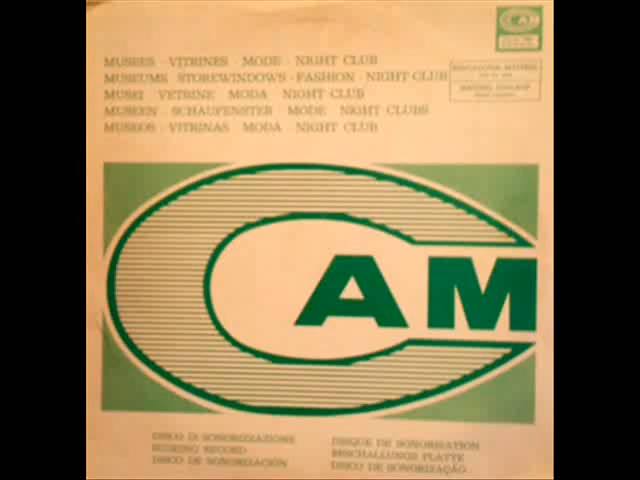 CAM
MUSEES - VITRINES - MODE - NIGHT CLUB
MUSEUMS - STOREWINDOWS - FASHION - NIGHT CLUB
MUSEI - VETRINE - MODA - NIGHT CLUB
MUSEEN - SCHAUFENSTER - MODE - NIGHT CLUBS
MUSEOS - VITRINAS - MODA - NIGHT CLUB
CAM
DISCO DI SONORIZZAZIONE
DISQUE DE SONORISATION
RECORD
BESCHALLUNGS PLATTE
DISCO DE SONORIZACIÓN
DISCO DE SONORIZAÇÃO